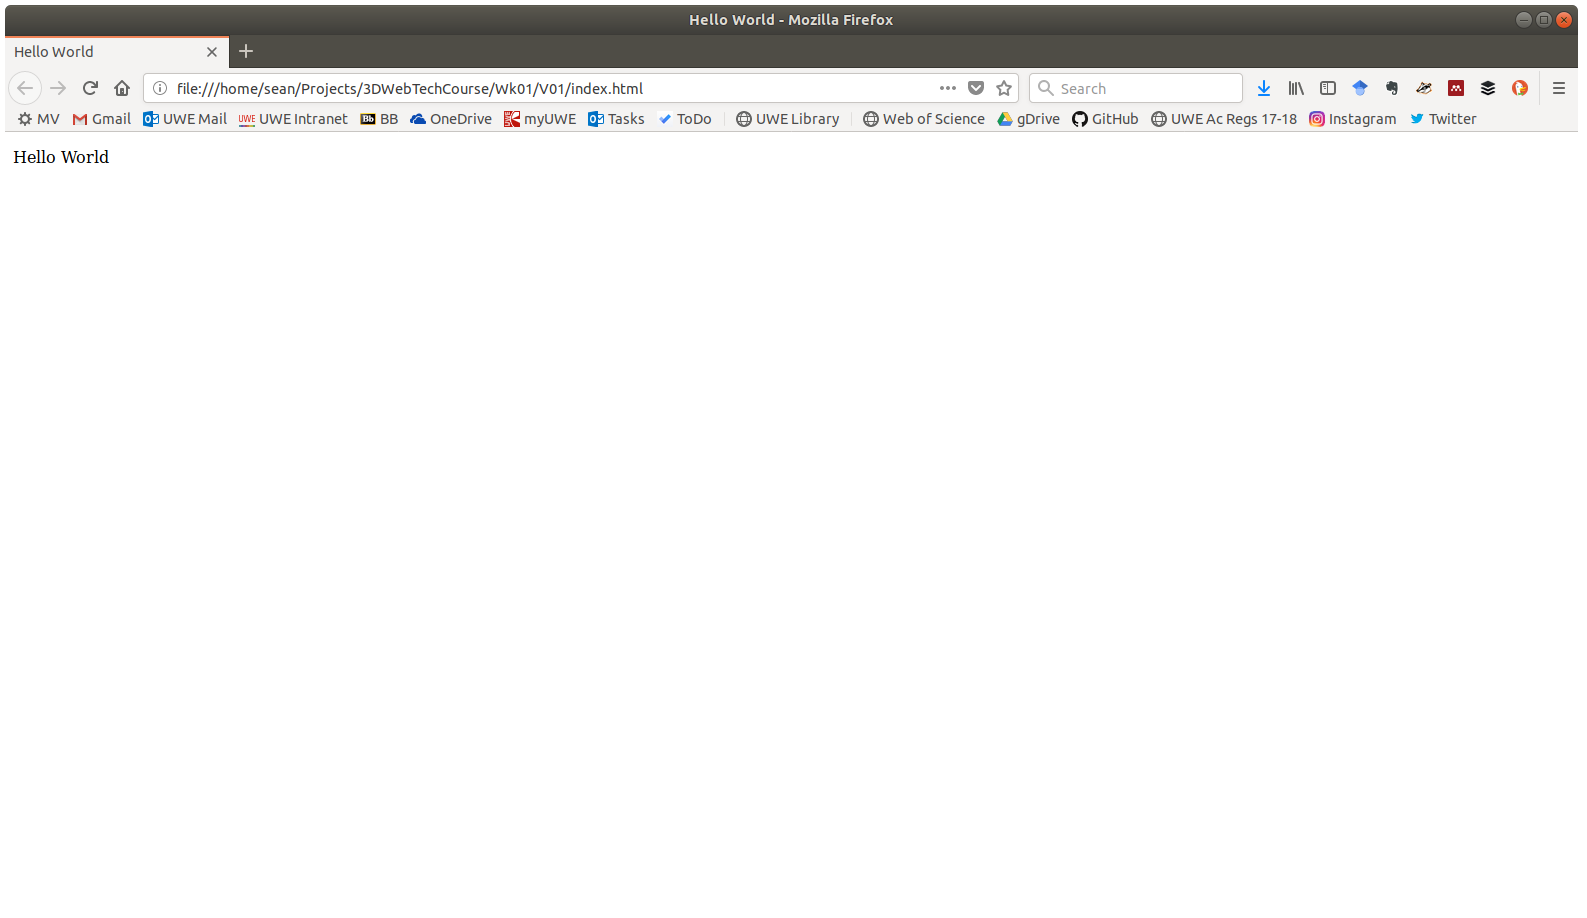 Hello World - Mozilla Firefox
Hello World
file:///home/sean/Projects/3DWebTechCourse/Wk01/V01/index.html Search
MV Gmail UWE Mail UWE UWE Intranet Bb BB OneDrive myUWE Tasks ToDo UWE Library Web of Science gDrive GitHub UWE Ac Regs 17-18 Instagram Twitter
Hello World